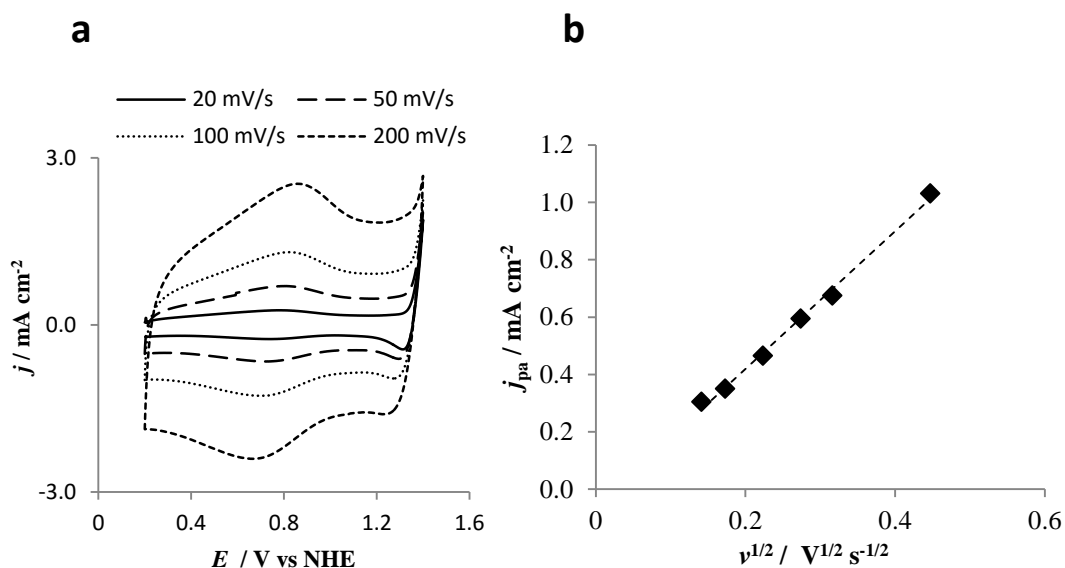 a
20 mV/s
50 mV/s
100 mV/s
200 mV/s
3.0
0.0
-3.0
0
0.4
0.8
1.2
1.6
j / mA cm-2
E / V vs NHE
b
1.2
1.0
0.8
0.6
0.4
0.2
0.0
0
0.2
0.4
0.6
jpa / mA cm-2
v1/2 / V1/2 s-1/2